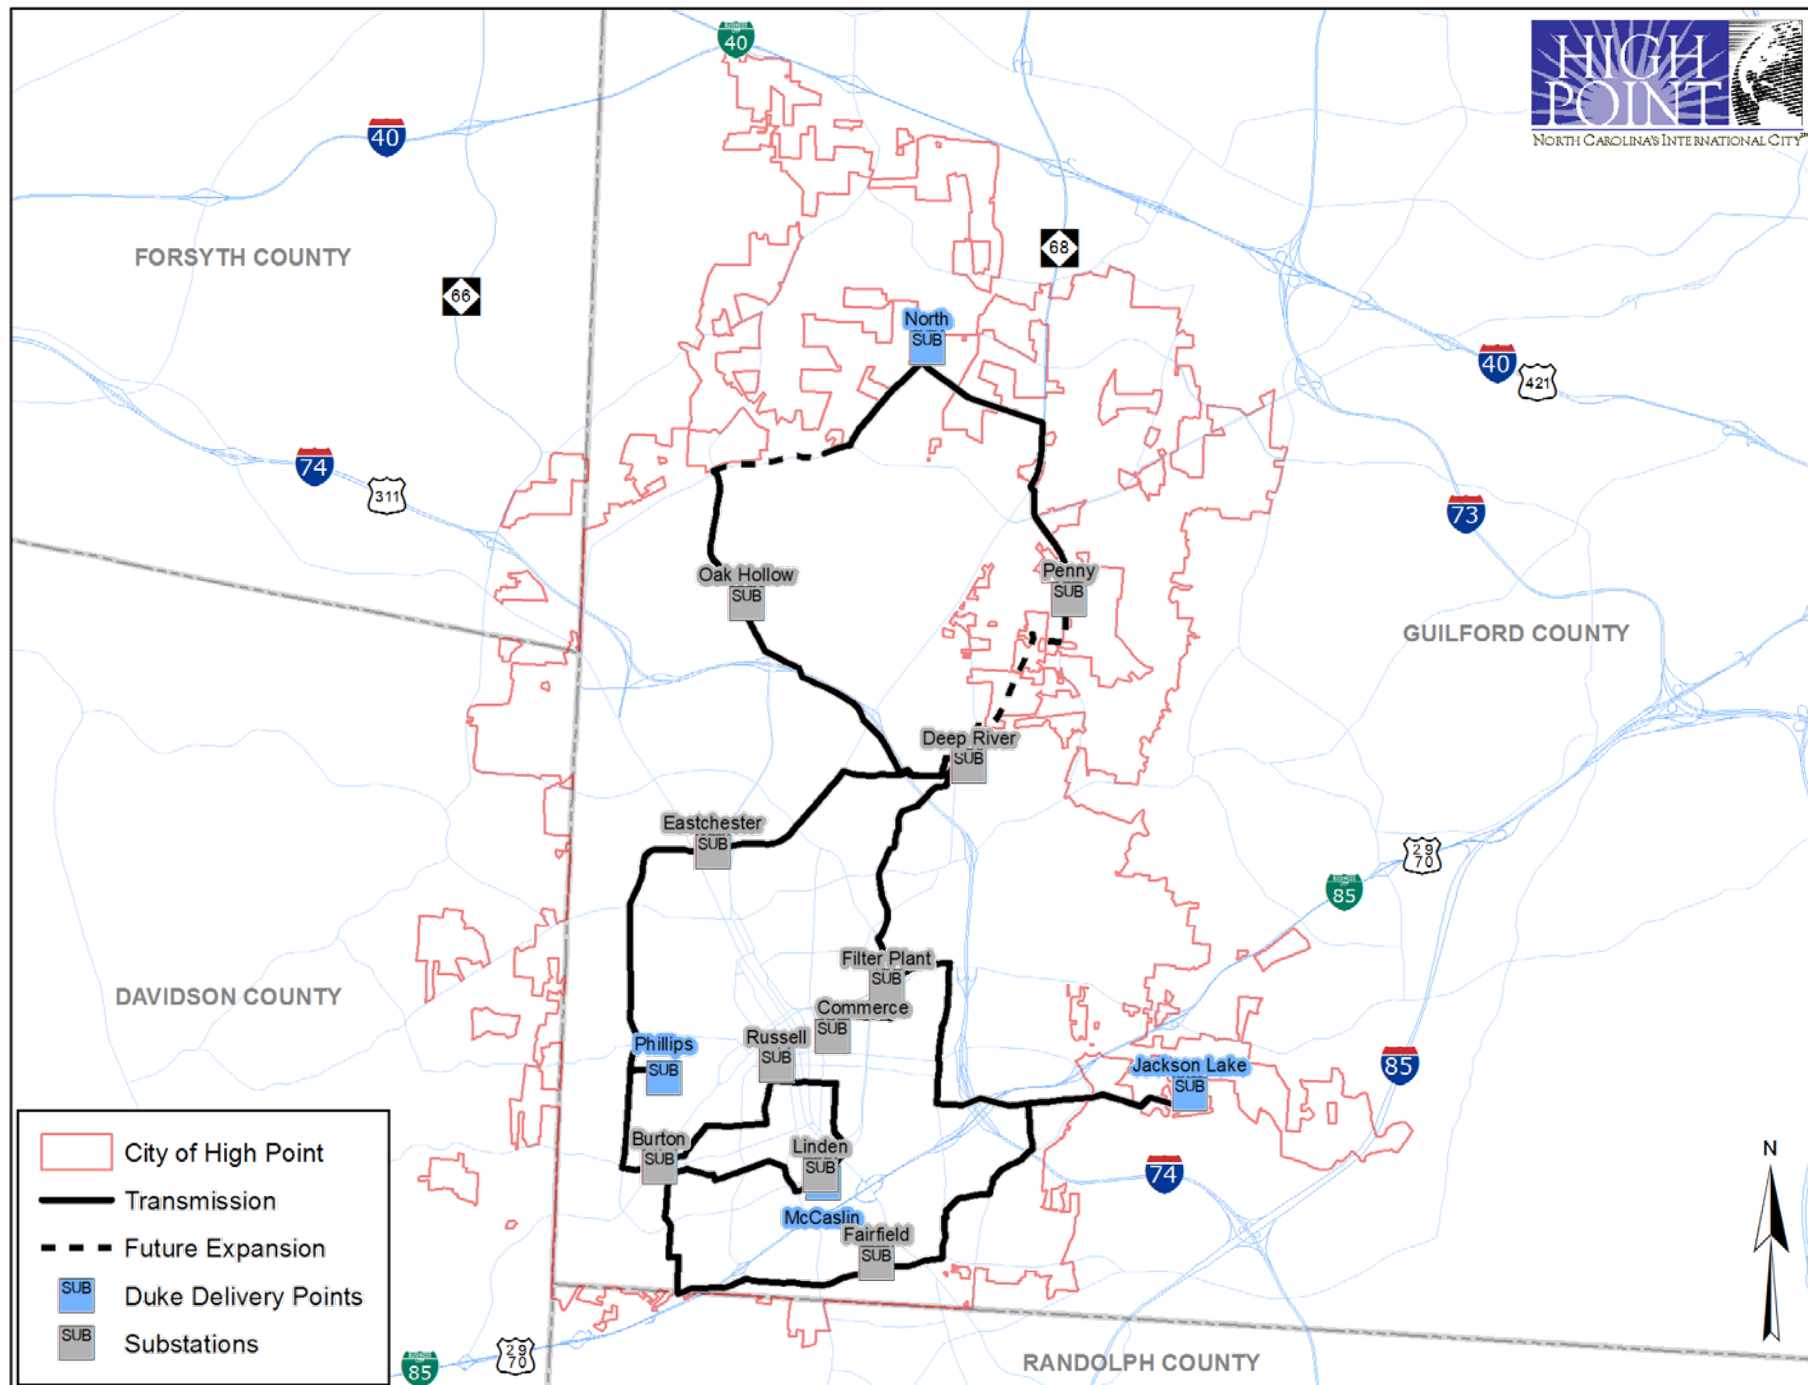 HIGH
POINT
NORTH CAROLINA'S INTERNATIONAL CITY
BUSINESS
40
40
FORSYTH COUNTY
66
68
North
SUB
40
421
74
311
73
Oak Hollow
SUB
Penny
SUB
GUILFORD COUNTY
Deep River
SUB
Eastchester
SUB
29
70
BUSINESS
85
Filter Plant
SUB
DAVIDSON COUNTY
Commerce
SUB
Russell
SUB
Phillips
SUB
Jackson Lake
SUB
85
Burton
SUB
Linden
SUB
McCaslin
74
Fairfield
SUB
N
City of High Point
Transmission
Future Expansion
SUB
Duke Delivery Points
SUB
Substations
BUSINESS
85
29
70
RANDOLPH COUNTY